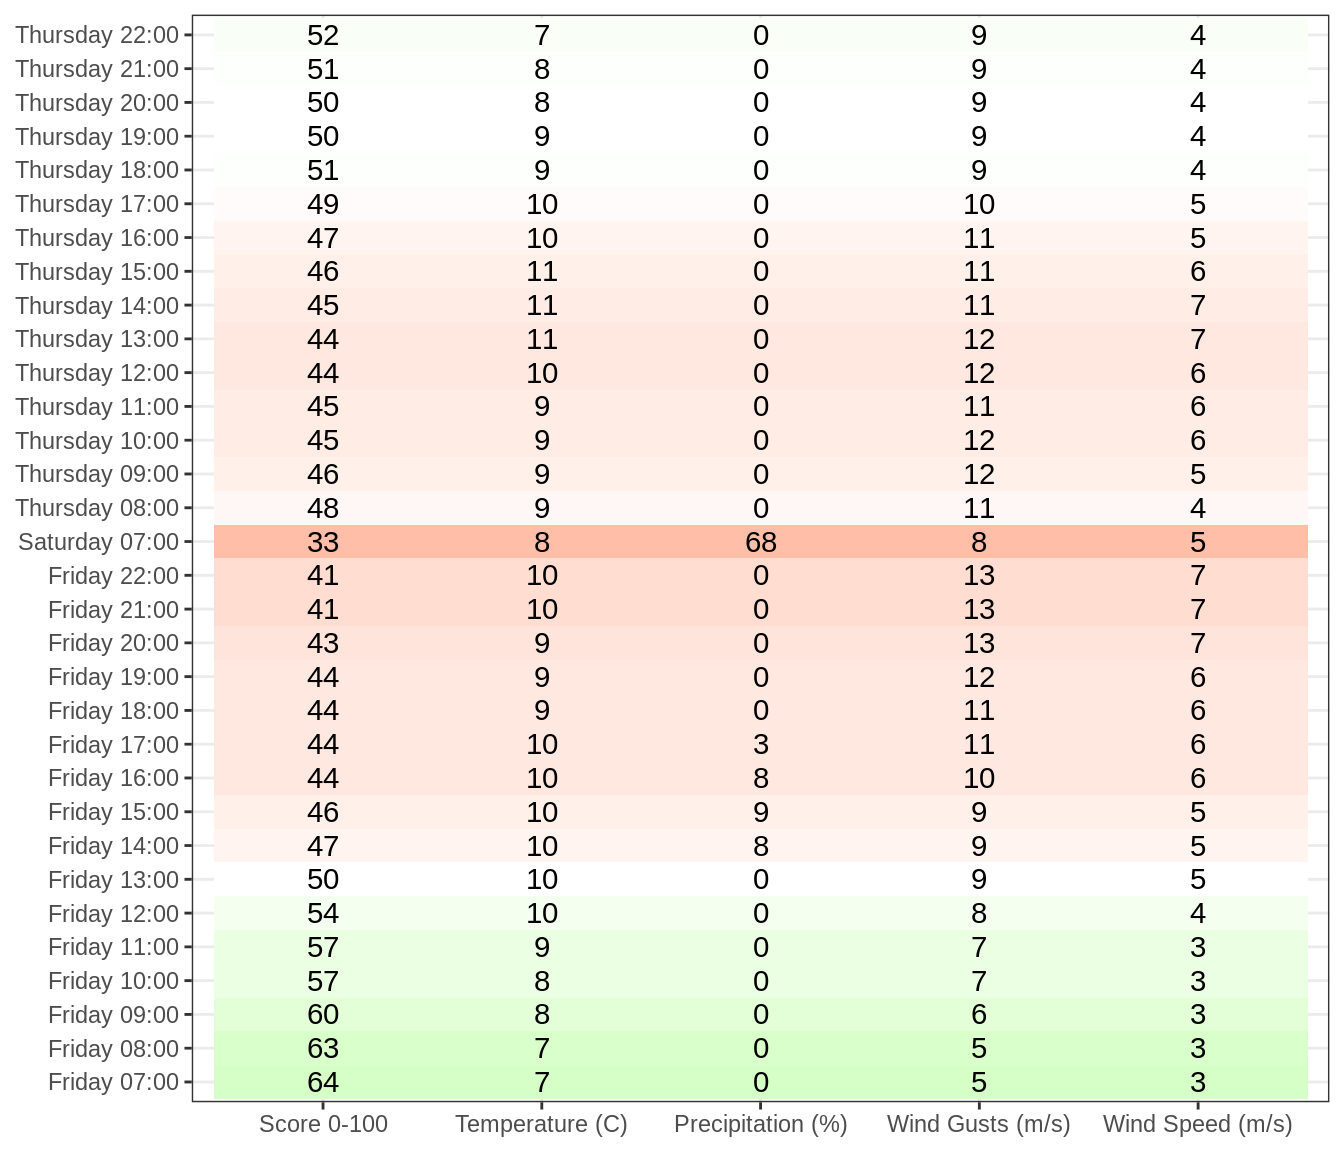 Thursday 22:00 52 7 0 9 4
Thursday 21:00 51 8 0 9 4
Thursday 20:00 50 8 0 9 4
Thursday 19:00 50 9 0 9 4
Thursday 18:00 51 9 0 9 4
Thursday 17:00 49 10 0 10 5
Thursday 16:00 47 10 0 11 5
Thursday 15:00 46 11 0 11 6
Thursday 14:00 45 11 0 11 7
Thursday 13:00 44 11 0 12 7
Thursday 12:00 44 10 0 12 6
Thursday 11:00 45 9 0 11 6
Thursday 10:00 45 9 0 12 6
Thursday 09:00 46 9 0 12 5
Thursday 08:00 48 9 0 11 4
Saturday 07:00 33 8 68 8 5
Friday 22:00 41 10 0 13 7
Friday 21:00 41 10 0 13 7
Friday 20:00 43 9 0 13 7
Friday 19:00 44 9 0 12 6
Friday 18:00 44 9 0 11 6
Friday 17:00 44 10 3 11 6
Friday 16:00 44 10 8 10 6
Friday 15:00 46 10 9 9 5
Friday 14:00 47 10 8 9 5
Friday 13:00 50 10 0 9 5
Friday 12:00 54 10 0 8 4
Friday 11:00 57 9 0 7 3
Friday 10:00 57 8 0 7 3
Friday 09:00 60 8 0 6 3
Friday 08:00 63 7 0 5 3
Friday 07:00 64 7 0 5 3
Score 0-100 Temperature (C) Precipitation (%) Wind Gusts (m/s) Wind Speed (m/s)